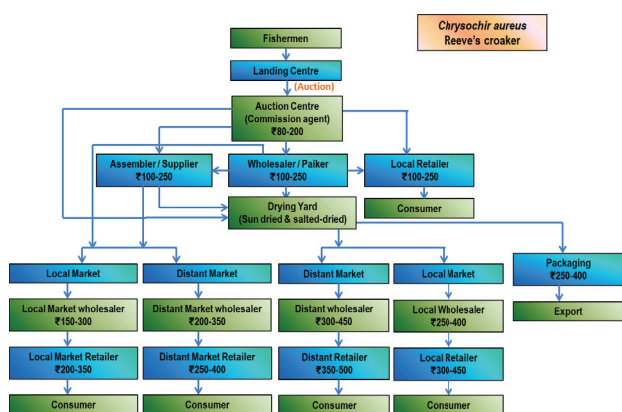 Chrysochir aureus
Reeve's croaker
Fishermen
Landing Centre
(Auction)
Auction Centre
(Commission agent)
₹80-200
Assembler / Supplier
₹100-250
Wholesaler / Paiker
₹100-250
Local Retailer
₹100-250
Drying Yard
(Sun dried & salted-dried)
Consumer
Local Market
Distant Market
Distant Market
Local Market
Packaging
₹250-400
Local Market wholesaler
₹150-300
Distant Market wholesaler
₹200-350
Distant wholesaler
₹300-450
Local Wholesaler
₹250-400
Export
Local Market Retailer
₹200-350
Distant Market Retailer
₹250-400
Distant Retailer
₹350-500
Local Retailer
₹300-450
Consumer
Consumer
Consumer
Consumer